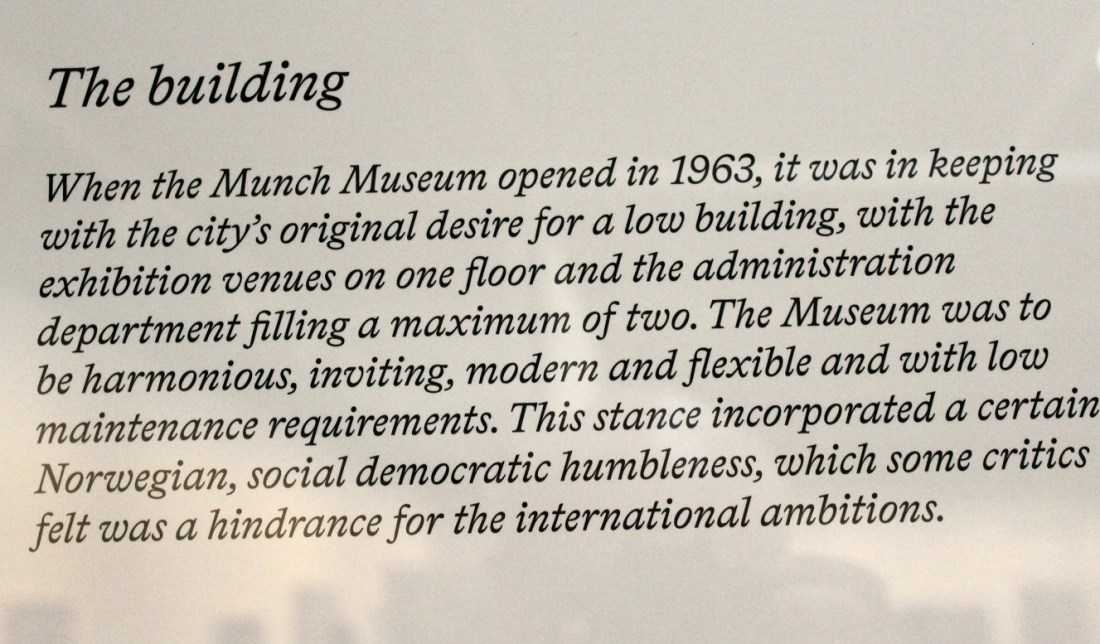 The building
When the Munch Museum opened in 1963, it was in keeping
with the city’s original desire for a low building, with the
exhibition venues on one floor and the administration
department filling a maximum of two. The Museum was to
be harmonious, inviting, modern and flexible and with low
maintenance requirements. This stance incorporated a certain
Norwegian, social democratic humbleness, which some critics
felt was a hindrance for the international ambitions.